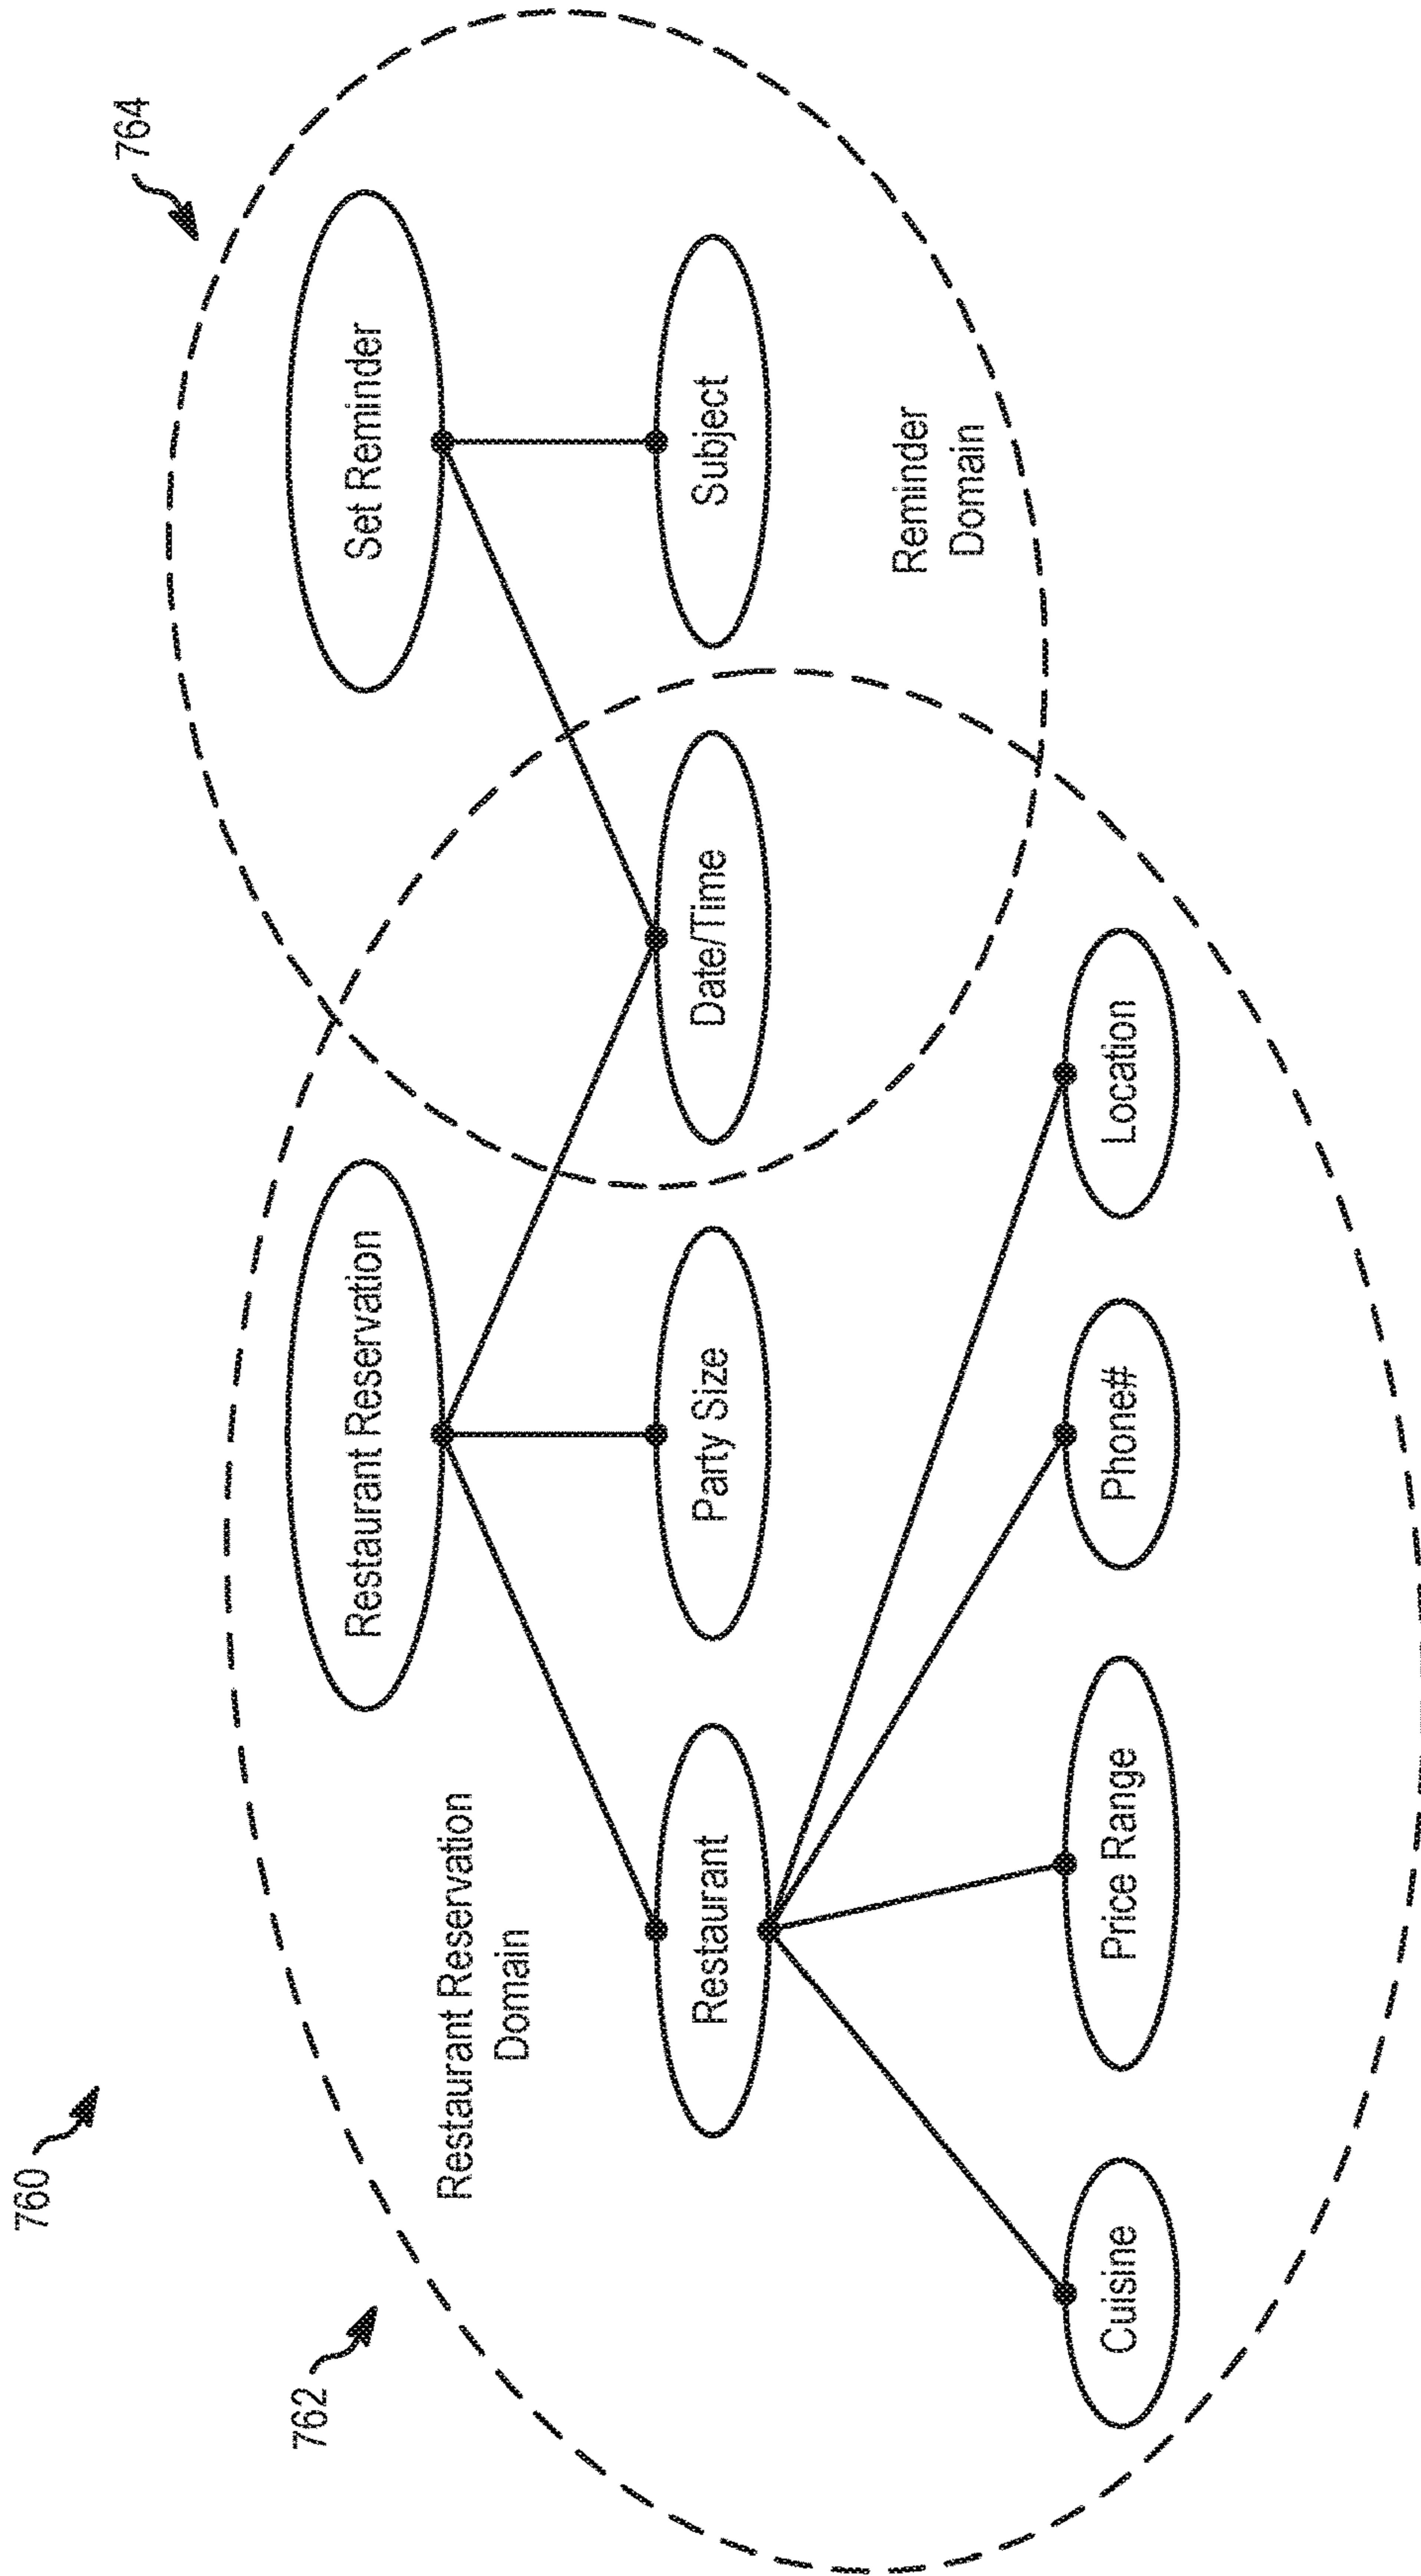 760
762
764
Restaurant Reservation
Domain
Restaurant Reservation
Set Reminder
Restaurant
Party Size
Date/Time
Subject
Reminder
Domain
Cuisine
Price Range
Phone#
Location